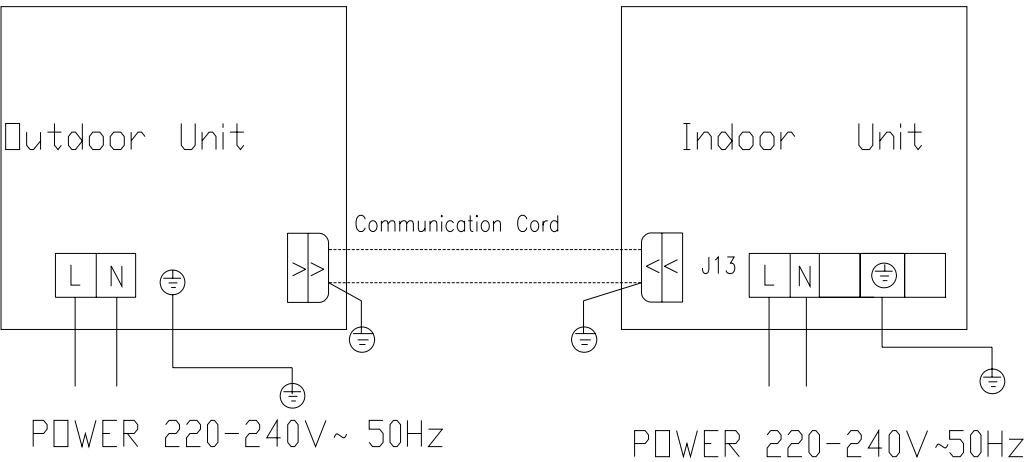 Outdoor Unit
Indoor Unit
Communication Cord
>>
<<
J13
L N
L N
POWER 220-240V~ 50Hz
POWER 220-240V~50Hz